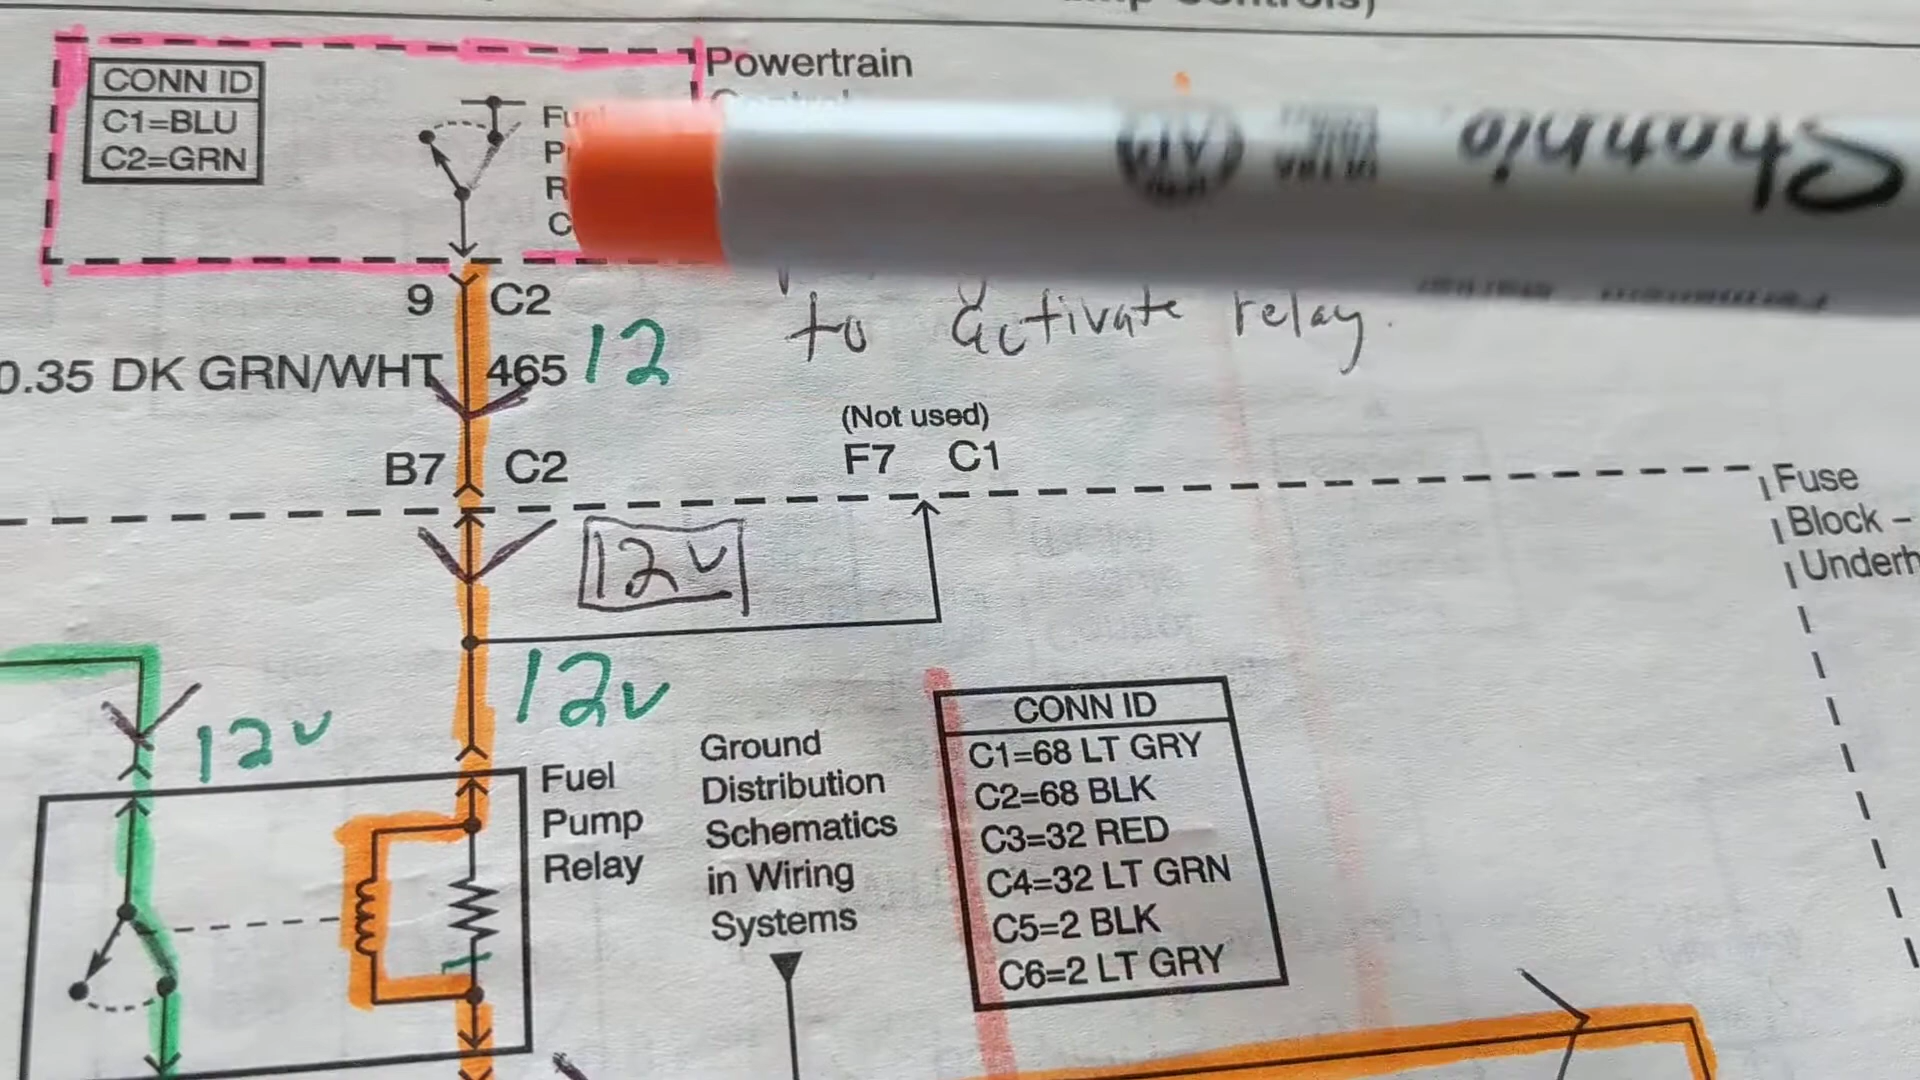 Controls)
CONN ID
C1=BLU
C2=GRN
Powertrain
Sharpie
9 C2
to activate relay.
12
0.35 DK GRN/WHT 465
(Not used)
B7 C2
F7 C1
Fuse
Block –
12v
12v
12v
Fuel
Pump
Relay
Ground
Distribution
Schematics
in Wiring
Systems
CONN ID
C1=68 LT GRY
C2=68 BLK
C3=32 RED
C4=32 LT GRN
C5=2 BLK
C6=2 LT GRY